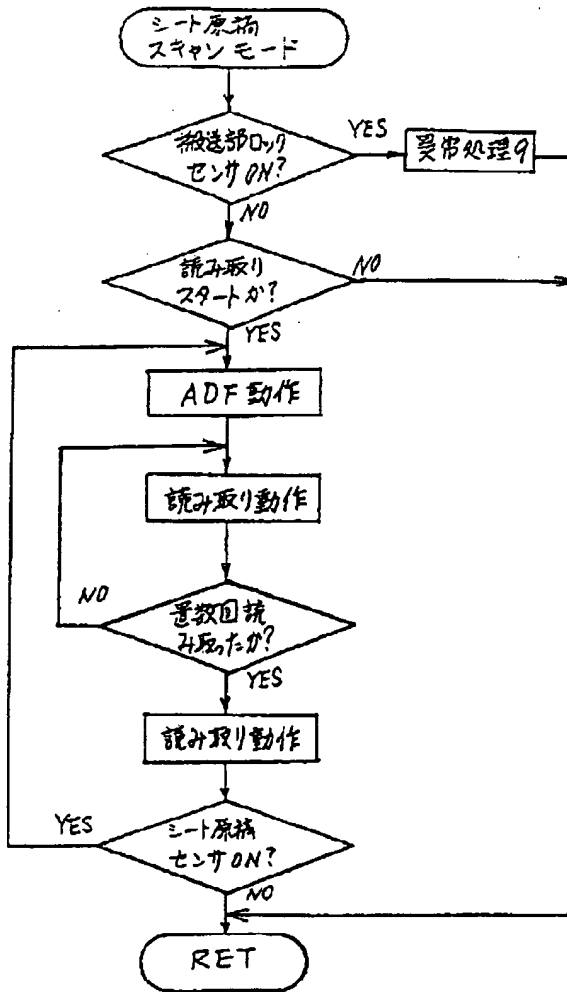 シート原稿
スキャンモード
搬送部ロック
センサON?
YES
異常処理9
NO
読み取り
スタートか?
NO
YES
ADF動作
読み取り動作
NO
置数回読
み取ったか?
YES
読み取り動作
YES
シート原稿
センサON?
NO
RET